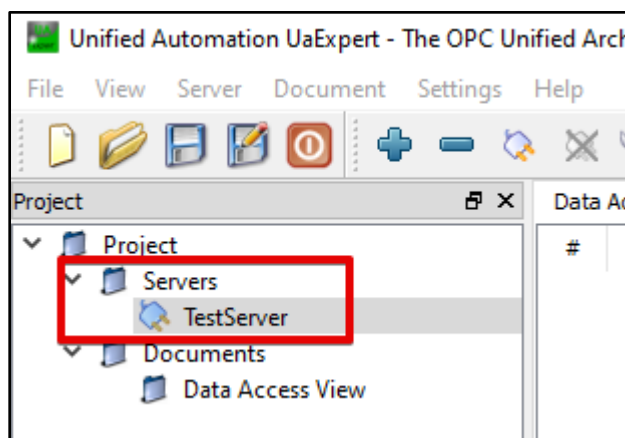 Unified Automation UaExpert - The OPC Unified Arch
File View Server Document Settings Help
Project
Data Ac
#
Project
Servers
TestServer
Documents
Data Access View